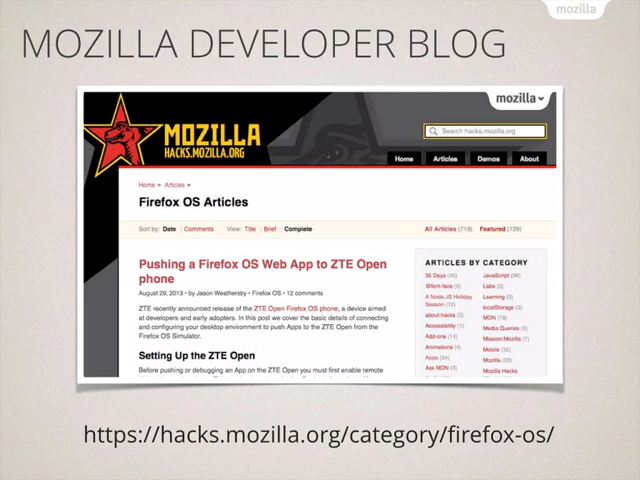 mozilla
MOZILLA DEVELOPER BLOG
mozilla
MOZILLA
HACKS.MOZILLA.ORG
Search hacks.mozilla.org
Home Articles Demos About
Home » Articles »
Firefox OS Articles
Sort by: Date Comments View: Title Brief Complete All Articles (719) Featured (129)
Pushing a Firefox OS Web App to ZTE Open
phone
August 29, 2013 • by Jason Weathersby • Firefox OS • 12 comments
ZTE recently announced release of the ZTE Open Firefox OS phone, a device aimed
at developers and early adopters. In this post we cover the basic details of connecting
and configuring your desktop environment to push Apps to the ZTE Open from the
Firefox OS Simulator.
Setting Up the ZTE Open
Before pushing or debugging an App on the ZTE Open you must first enable remote
ARTICLES BY CATEGORY
35 Days (45)
@font-face (9)
A Node.JS Holiday
Season (12)
about:hacks (2)
Accessibility (1)
Add-ons (14)
Animations (4)
Apps (54)
Ask MDN (3)
JavaScript (96)
Labs (3)
Learning (3)
localStorage (3)
MDN (79)
Media Queries (5)
Mission:Mozilla (7)
Mobile (32)
Mozilla (23)
Mozilla Hacks
https://hacks.mozilla.org/category/firefox-os/